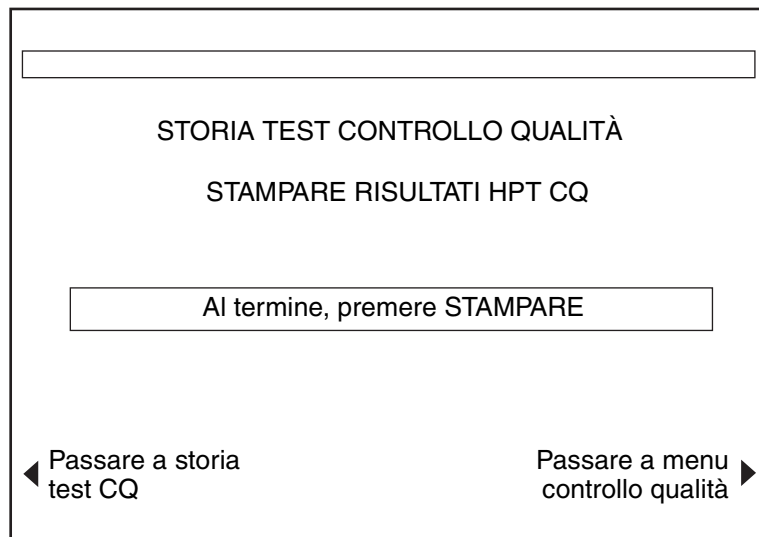 STORIA TEST CONTROLLO QUALITÀ
STAMPARE RISULTATI HPT CQ
Al termine, premere STAMPARE
Passare a storia
test CQ
Passare a menu
controllo qualità